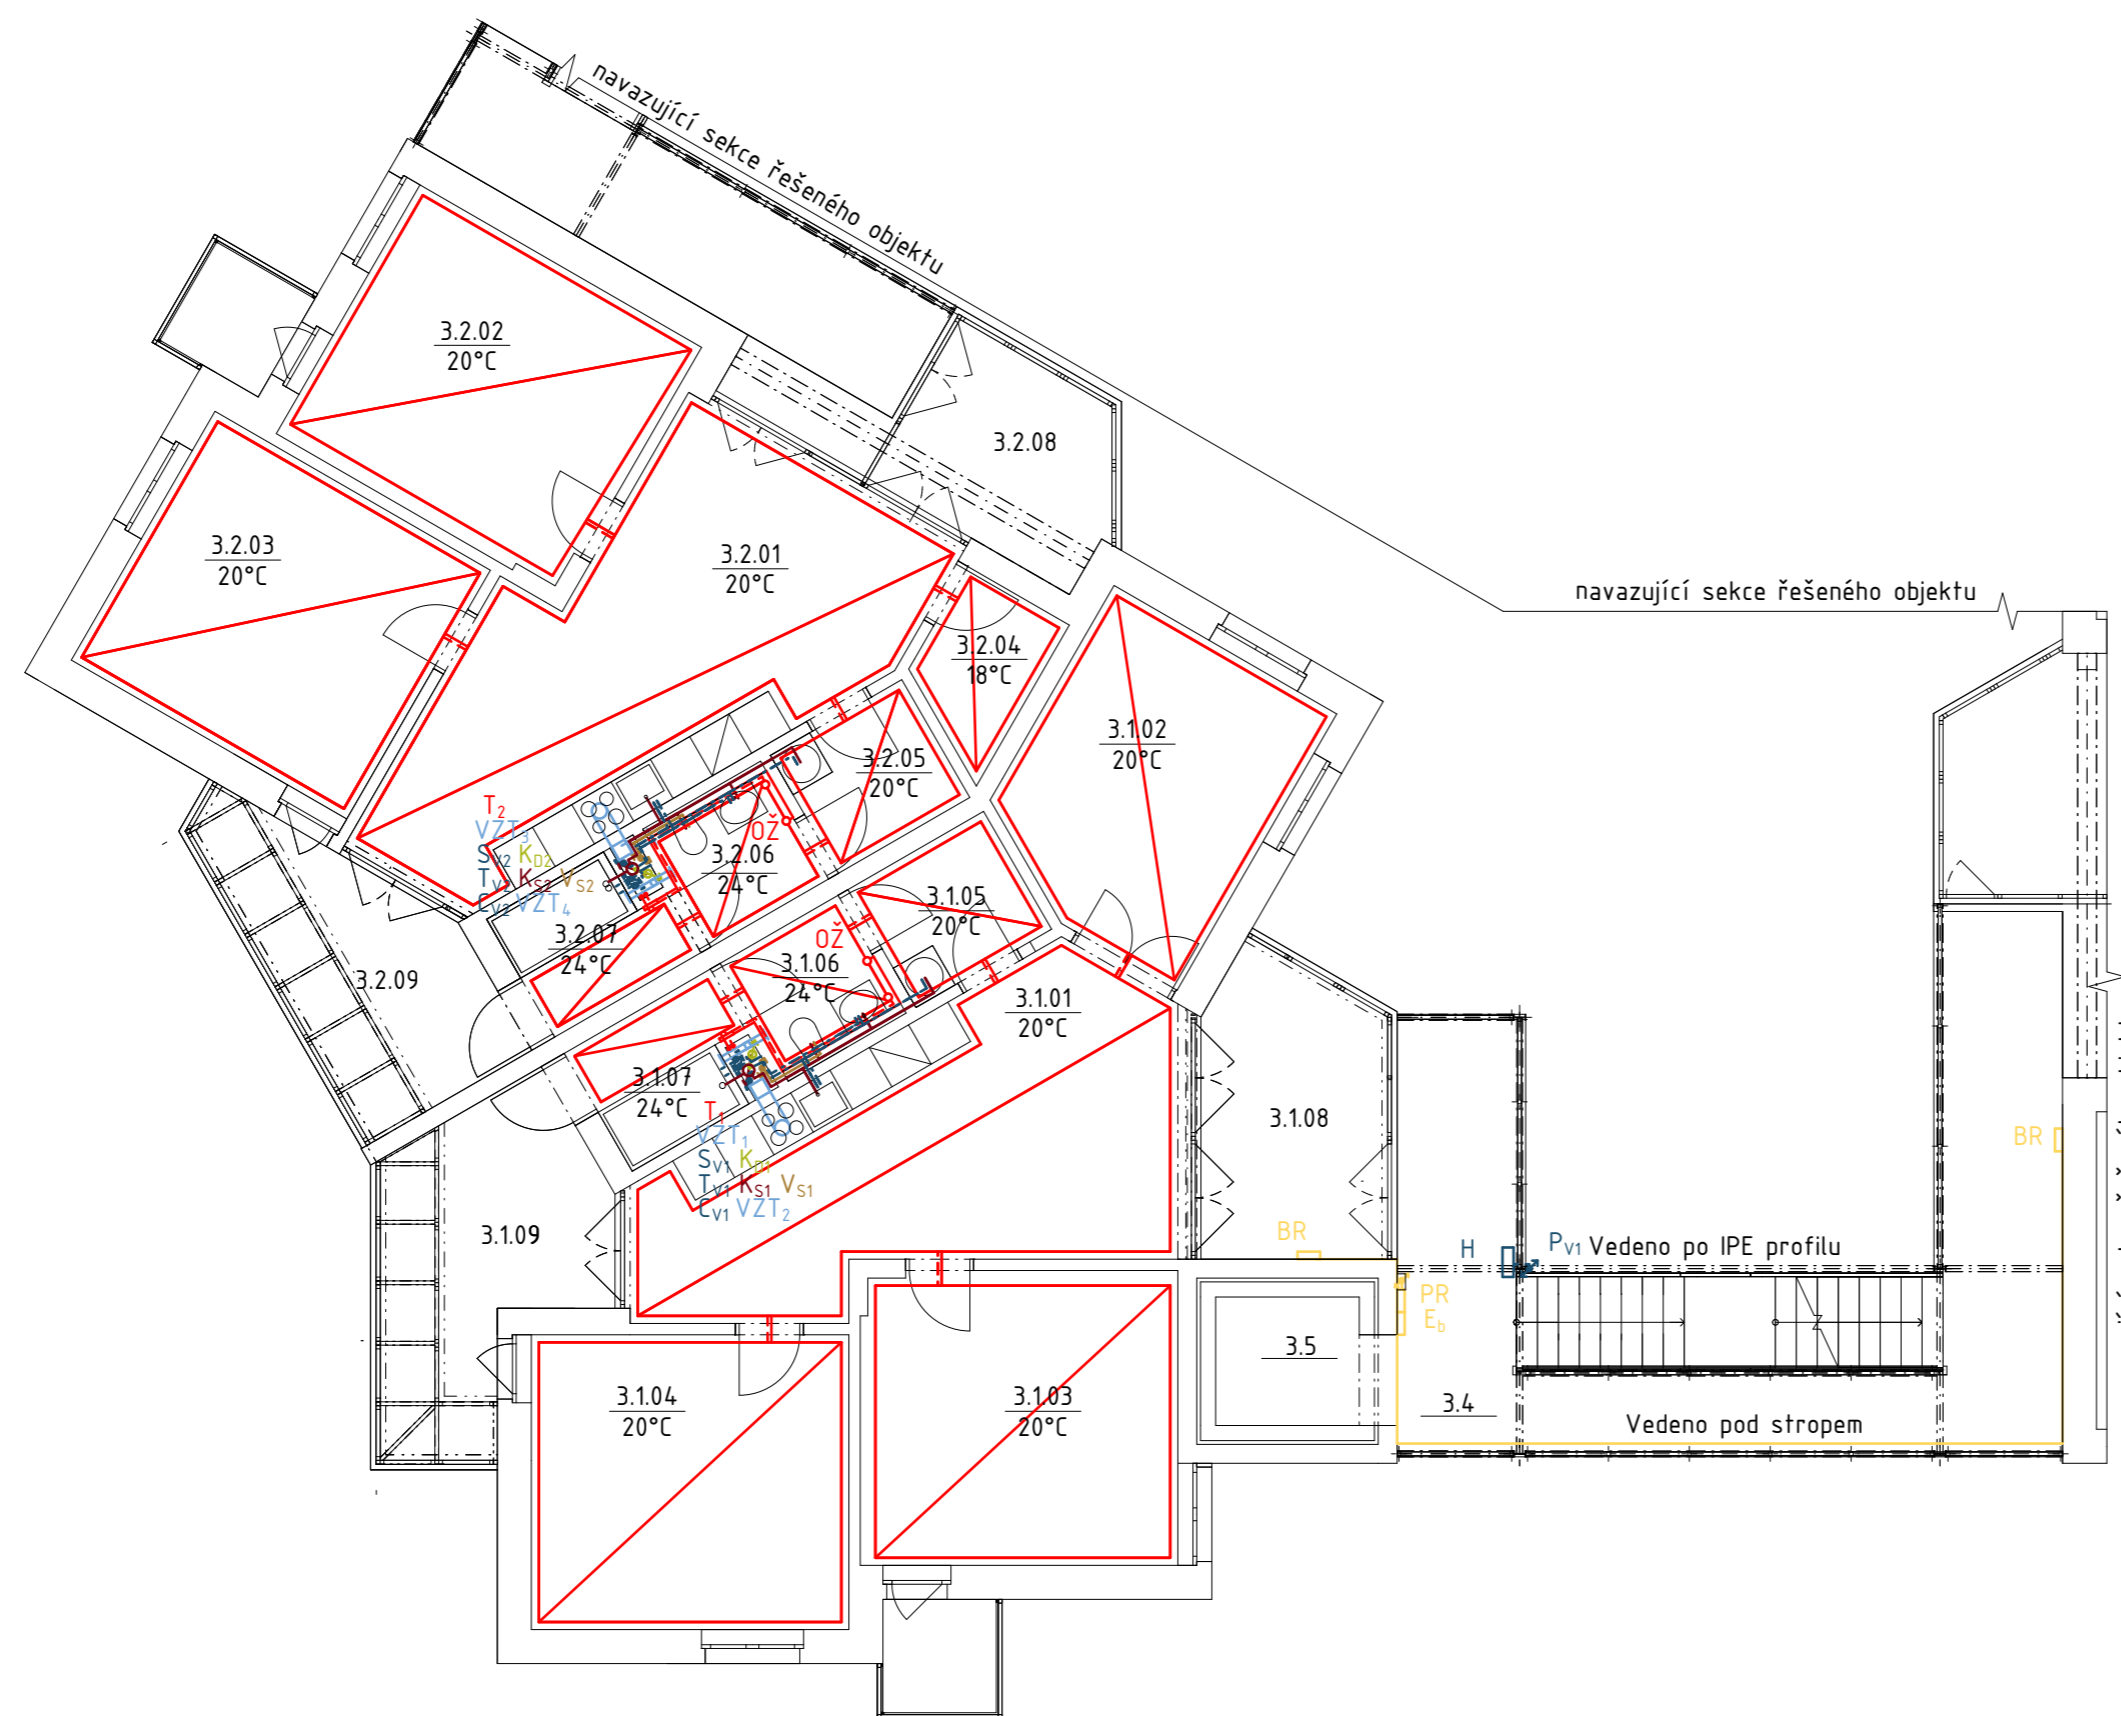 navazující sekce řešeného objektu
3.2.02
20°C
3.2.08
3.2.03
20°C
3.2.01
20°C
navazující sekce řešeného objektu
3.2.04
18°C
3.1.02
20°C
3.2.05
20°C
T2
VZT3
SV2 KD2
TV2 KS2 VS2
CV2 VZT4
OŽ
3.2.06
24°C
3.1.05
20°C
3.2.07
24°C
OŽ
3.1.06
24°C
3.2.09
3.1.01
20°C
3.1.07
24°C
T1
VZT1
SV1 KD1
TV1 KS1 VS1
CV1 VZT2
3.1.08
BR
3.1.09
BR
H
PV1 Vedeno po IPE profilu
PR
Eb
3.5
3.1.04
20°C
3.1.03
20°C
3.4
Vedeno pod stropem